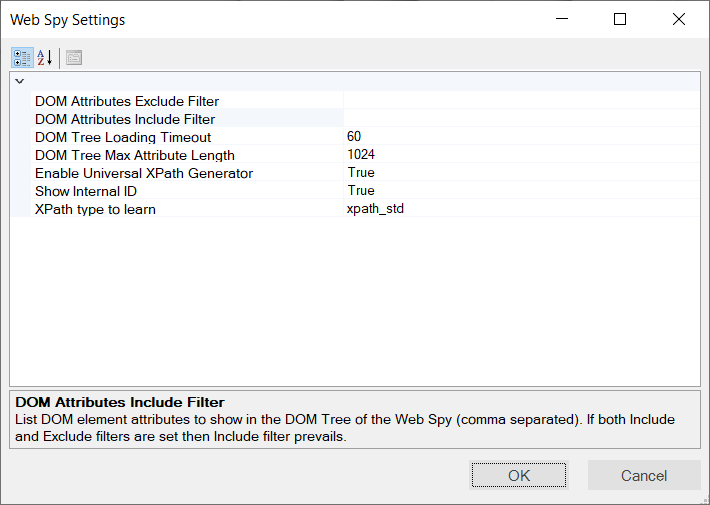 Web Spy Settings
A
Z
DOM Attributes Exclude Filter
DOM Attributes Include Filter
DOM Tree Loading Timeout 60
DOM Tree Max Attribute Length 1024
Enable Universal XPath Generator True
Show Internal ID True
XPath type to learn xpath_std
DOM Attributes Include Filter
List DOM element attributes to show in the DOM Tree of the Web Spy (comma separated). If both Include
and Exclude filters are set then Include filter prevails.
OK Cancel